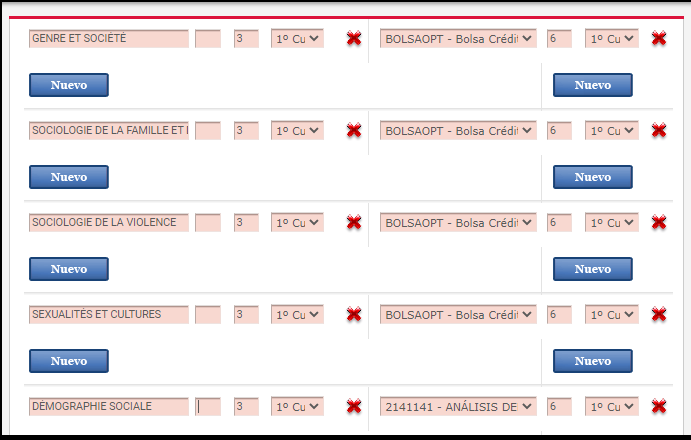 GENRE ET SOCIÉTÉ 3 1º Cu BOLSAOPT - Bolsa Crédit 6 1º Cu
Nuevo Nuevo
SOCIOLOGIE DE LA FAMILLE ET 3 1º Cu BOLSAOPT - Bolsa Crédit 6 1º Cu
Nuevo Nuevo
SOCIOLOGIE DE LA VIOLENCE 3 1º Cu BOLSAOPT - Bolsa Crédit 6 1º Cu
Nuevo Nuevo
SEXUALITÉS ET CULTURES 3 1º Cu BOLSAOPT - Bolsa Crédit 6 1º Cu
Nuevo Nuevo
DÉMOGRAPHIE SOCIALE 3 1º Cu 2141141 - ANÁLISIS DE 6 1º Cu